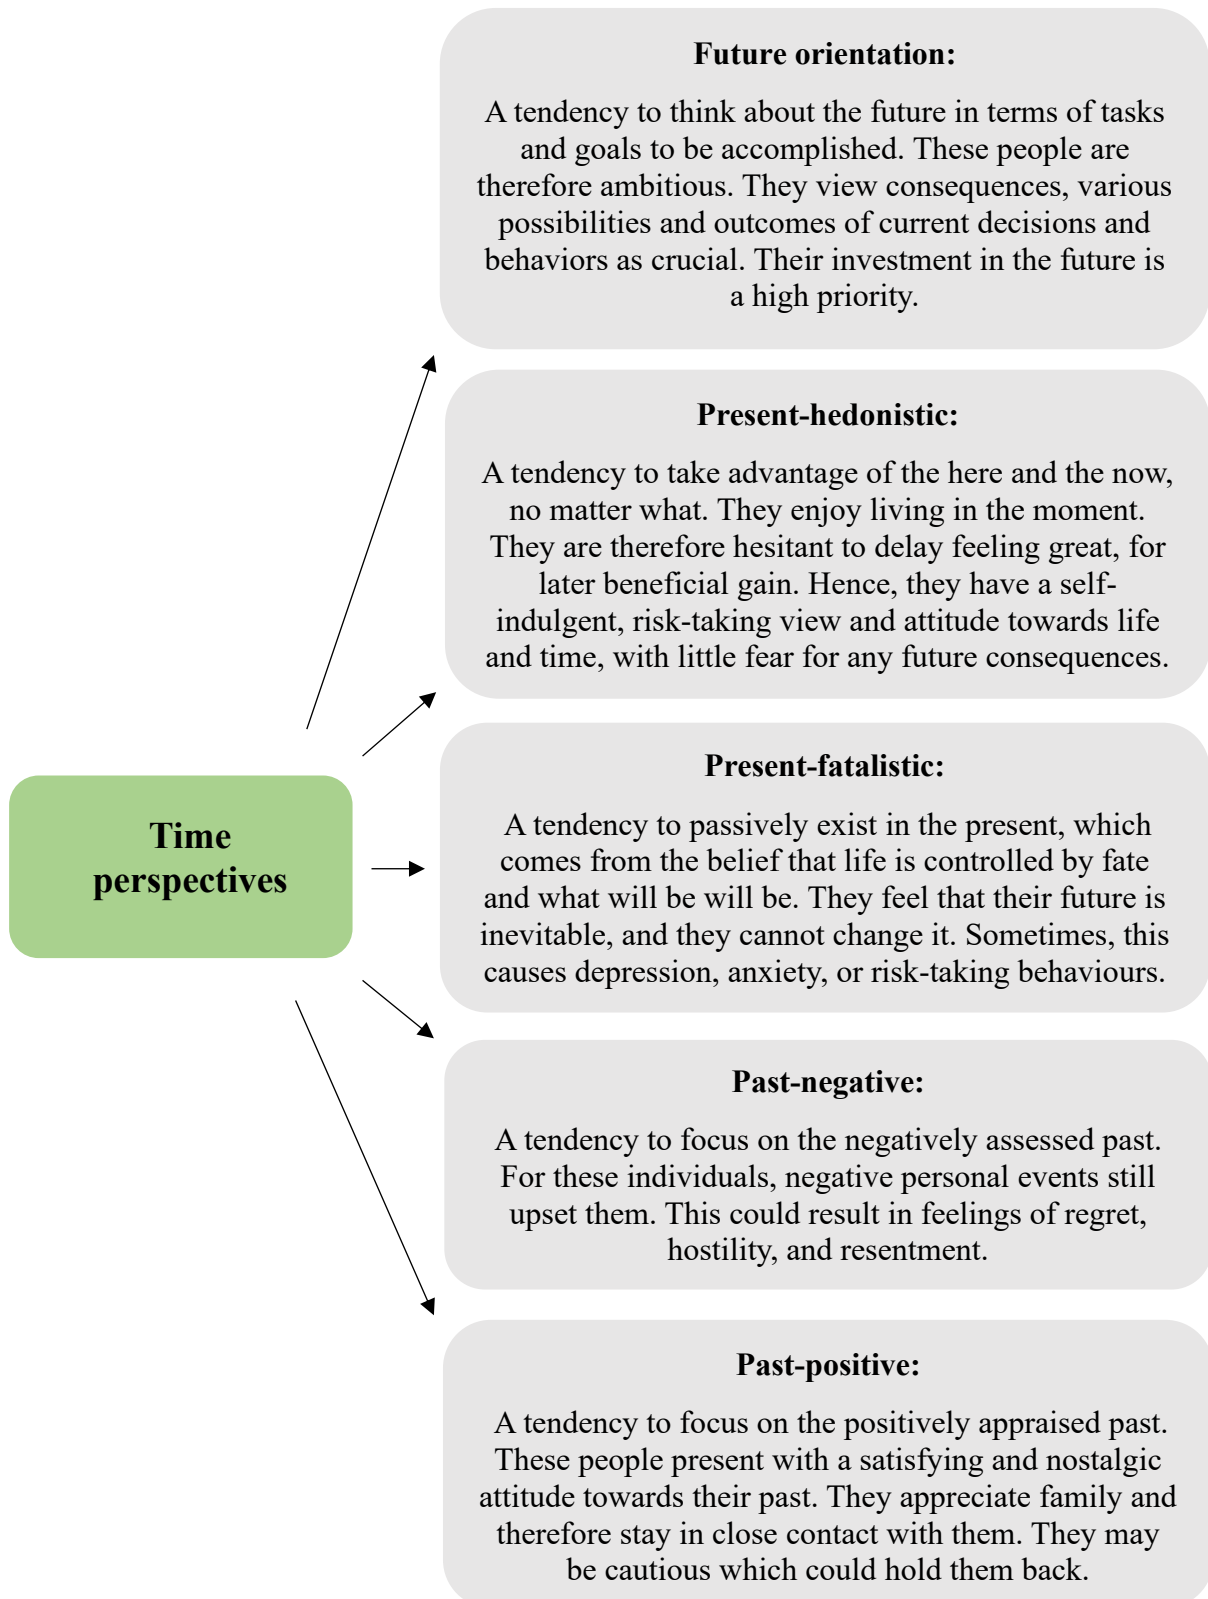 Future orientation:
A tendency to think about the future in terms of tasks
and goals to be accomplished. These people are
therefore ambitious. They view consequences, various
possibilities and outcomes of current decisions and
behaviors as crucial. Their investment in the future is
a high priority.
Present-hedonistic:
A tendency to take advantage of the here and the now,
no matter what. They enjoy living in the moment.
They are therefore hesitant to delay feeling great, for
later beneficial gain. Hence, they have a self-
indulgent, risk-taking view and attitude towards life
and time, with little fear for any future consequences.
Time
perspectives
Present-fatalistic:
A tendency to passively exist in the present, which
comes from the belief that life is controlled by fate
and what will be will be. They feel that their future is
inevitable, and they cannot change it. Sometimes, this
causes depression, anxiety, or risk-taking behaviours.
Past-negative:
A tendency to focus on the negatively assessed past.
For these individuals, negative personal events still
upset them. This could result in feelings of regret,
hostility, and resentment.
Past-positive:
A tendency to focus on the positively appraised past.
These people present with a satisfying and nostalgic
attitude towards their past. They appreciate family and
therefore stay in close contact with them. They may
be cautious which could hold them back.